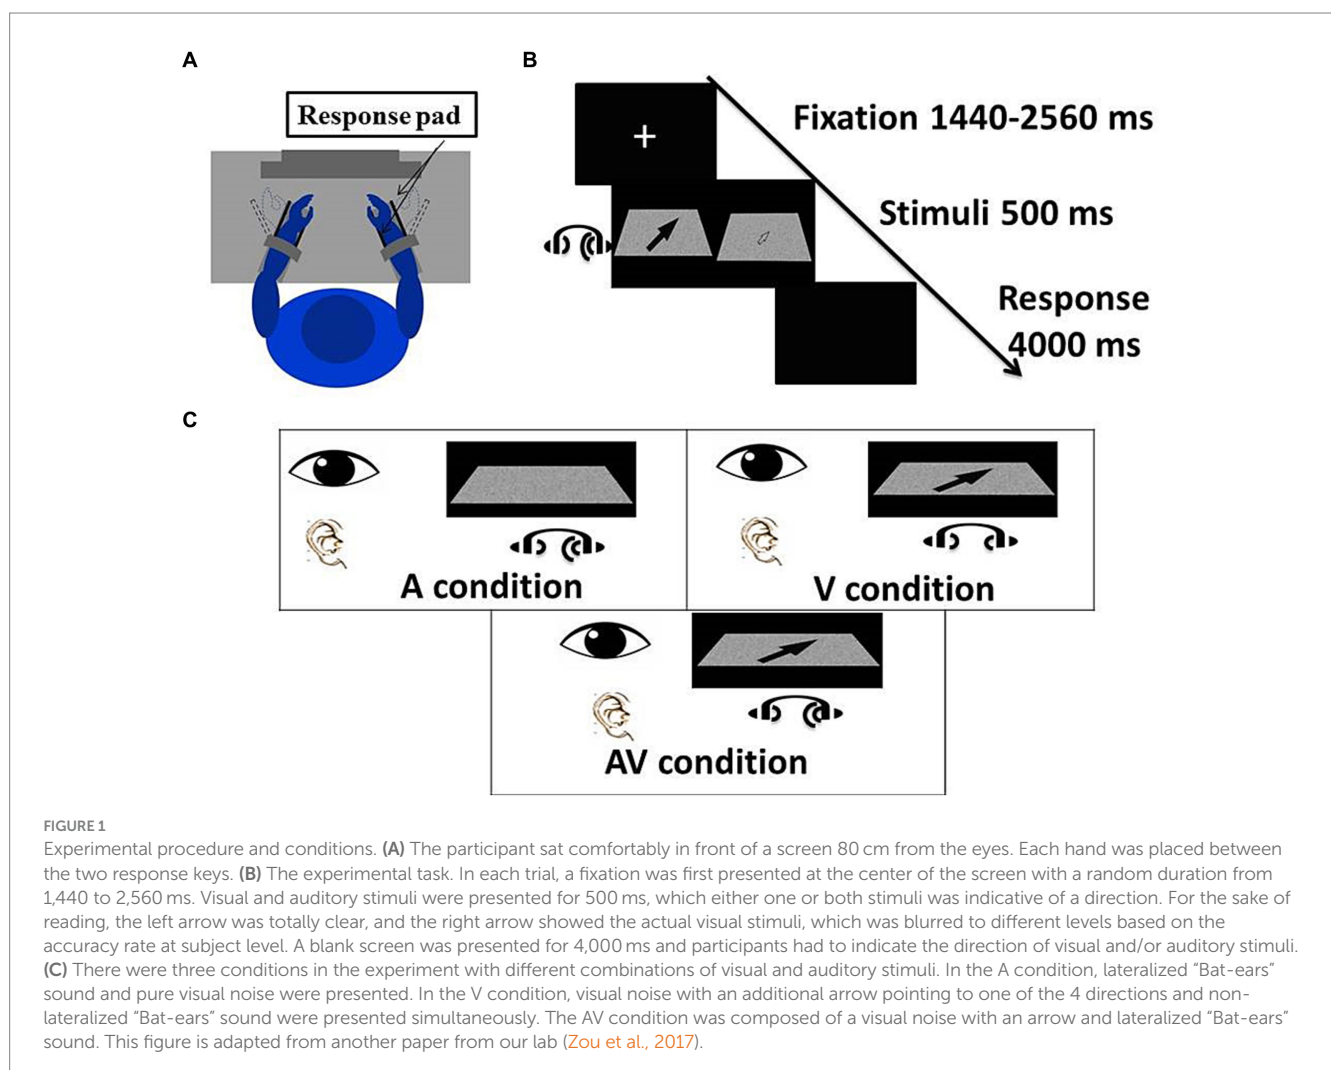 A
Response pad
B
Fixation 1440-2560 ms
Stimuli 500 ms
Response
4000 ms
C
A condition
V condition
AV condition
FIGURE 1
Experimental procedure and conditions. (A) The participant sat comfortably in front of a screen 80 cm from the eyes. Each hand was placed between
the two response keys. (B) The experimental task. In each trial, a fixation was first presented at the center of the screen with a random duration from
1,440 to 2,560 ms. Visual and auditory stimuli were presented for 500 ms, which either one or both stimuli was indicative of a direction. For the sake of
reading, the left arrow was totally clear, and the right arrow showed the actual visual stimuli, which was blurred to different levels based on the
accuracy rate at subject level. A blank screen was presented for 4,000 ms and participants had to indicate the direction of visual and/or auditory stimuli.
(C) There were three conditions in the experiment with different combinations of visual and auditory stimuli. In the A condition, lateralized “Bat-ears”
sound and pure visual noise were presented. In the V condition, visual noise with an additional arrow pointing to one of the 4 directions and non-
lateralized “Bat-ears” sound were presented simultaneously. The AV condition was composed of a visual noise with an arrow and lateralized “Bat-ears”
sound. This figure is adapted from another paper from our lab (Zou et al., 2017).